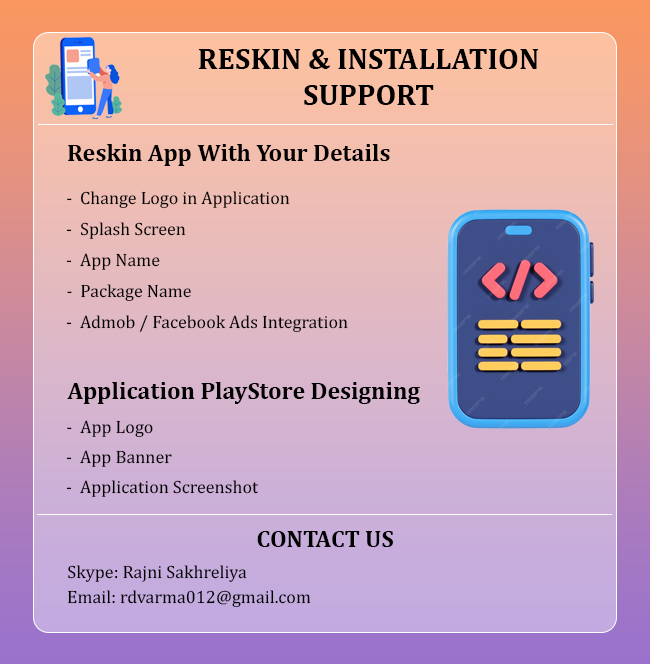 RESKIN & INSTALLATION
SUPPORT
Reskin App With Your Details
- Change Logo in Application
- Splash Screen
- App Name
- Package Name
- Admob / Facebook Ads Integration
Application PlayStore Designing
- App Logo
- App Banner
- Application Screenshot
CONTACT US
Skype: Rajni Sakhreliya
Email: rdvarma012@gmail.com